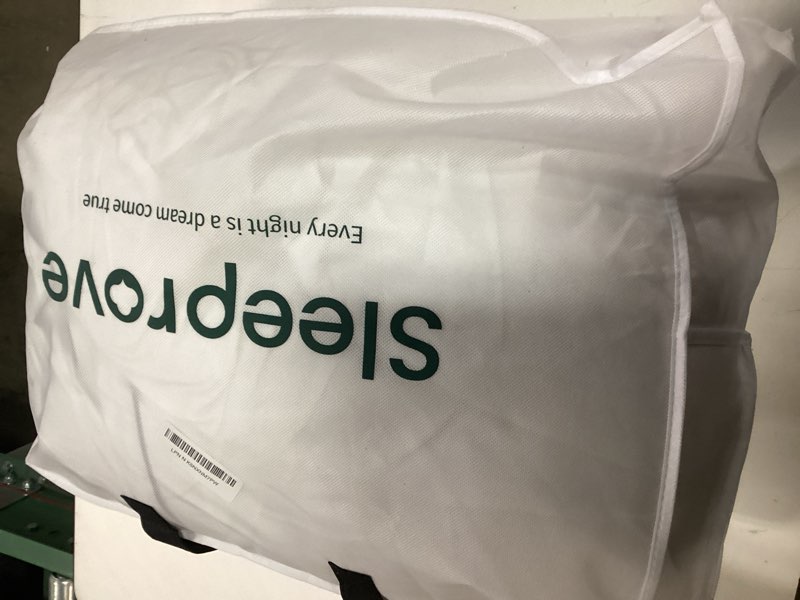 Sleeprove
Every night is a dream come true